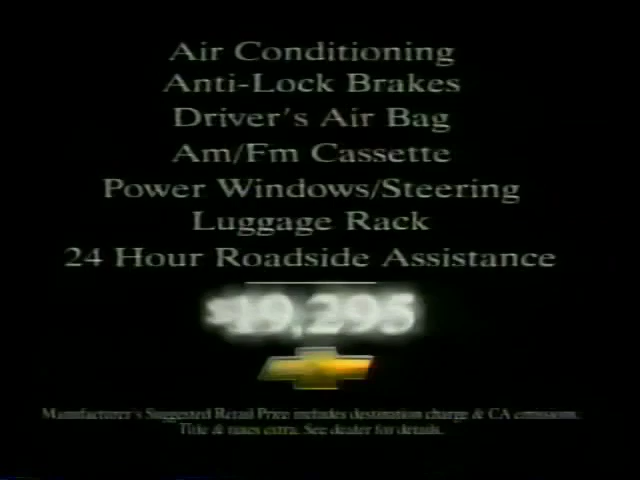 Air Conditioning
Anti-Lock Brakes
Driver's Air Bag
Am/Fm Cassette
Power Windows/Steering
Luggage Rack
24 Hour Roadside Assistance
$19,295
Manufacturer's Suggested Retail Price includes destination charge & CA emissions.
Title & taxes extra. See dealer for details.